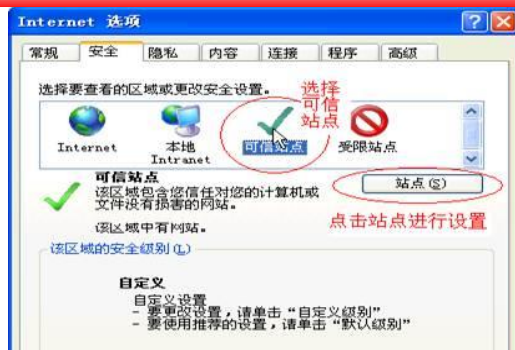 Internet 选项
常规 安全 隐私 内容 连接 程序 高级
选择要查看的区域或更改安全设置。
选择
可信
站点
Internet 本地 Intranet 可信站点 受限站点
可信站点
该区域包含您信任对您的计算机或
文件没有损害的网站。
该区域中有网站。
站点(S)
点击站点进行设置
该区域的安全级别(L)
自定义
自定义设置
- 要更改设置，请单击“自定义级别”
- 要使用推荐的设置，请单击“默认级别”